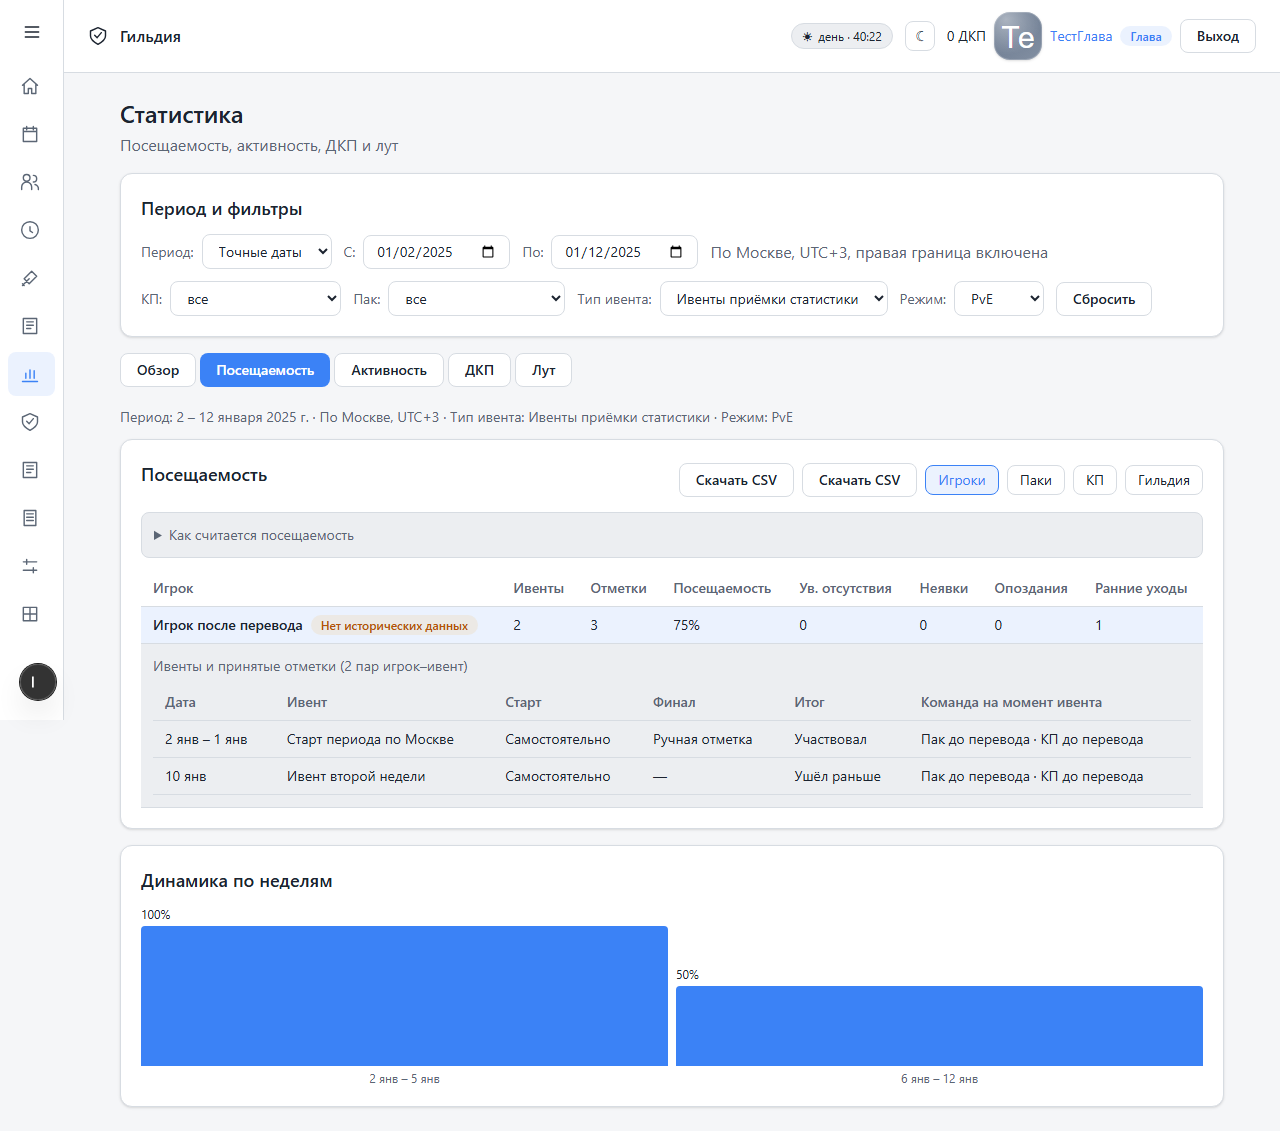 Гильдия
день · 40:22
0 ДКП
Te
ТестГлава
Глава
Выход
Статистика
Посещаемость, активность, ДКП и лут
Период и фильтры
Период: Точные даты С: 01/02/2025 По: 01/12/2025 По Москве, UTC+3, правая граница включена
КП: все Пак: все Тип ивента: Ивенты приёмки статистики Режим: PvE Сбросить
Обзор Посещаемость Активность ДКП Лут
Период: 2 – 12 января 2025 г. · По Москве, UTC+3 · Тип ивента: Ивенты приёмки статистики · Режим: PvE
Посещаемость
Скачать CSV Скачать CSV Игроки Паки КП Гильдия
Как считается посещаемость
Игрок Ивенты Отметки Посещаемость Ув. отсутствия Неявки Опоздания Ранние уходы
Игрок после перевода Нет исторических данных 2 3 75% 0 0 0 1
Ивенты и принятые отметки (2 пар игрок–ивент)
Дата Ивент Старт Финал Итог Команда на момент ивента
2 янв – 1 янв Старт периода по Москве Самостоятельно Ручная отметка Участвовал Пак до перевода · КП до перевода
10 янв Ивент второй недели Самостоятельно — Ушёл раньше Пак до перевода · КП до перевода
Динамика по неделям
100%
50%
2 янв – 5 янв
6 янв – 12 янв